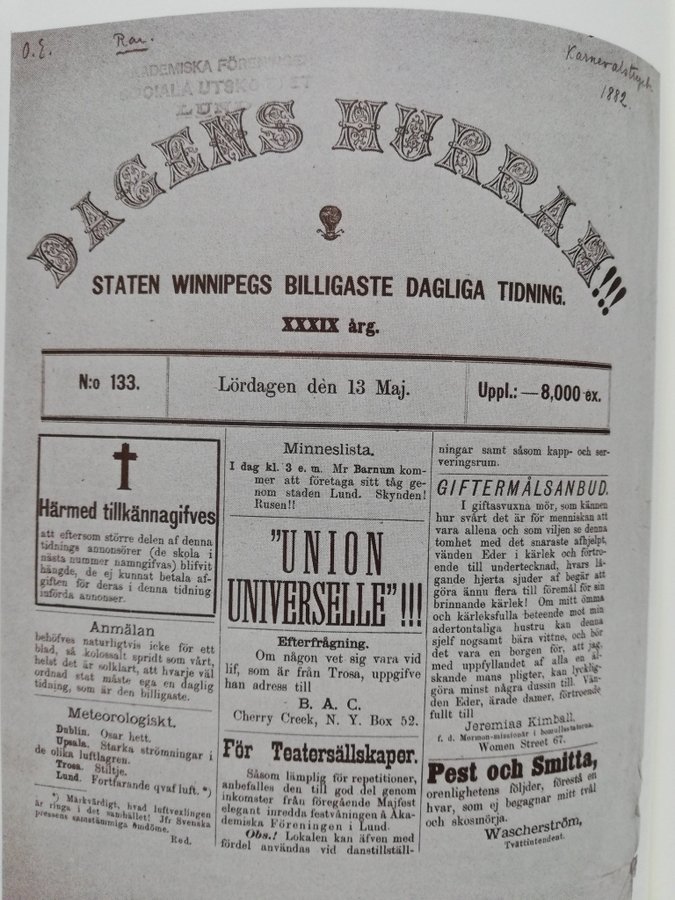 O. E.
Rar.
Karnevalstryck.
1882.
AKADEMISKA FÖRENINGE
SOCIALA UTSKOTTET
LUND
DAGENS HURRAH!!!
STATEN WINNIPEGS BILLIGASTE DAGLIGA TIDNING.
XXXIX årg.
N:o 133.
Lördagen den 13 Maj.
Uppl.: — 8,000 ex.
Härmed tillkännagifves
att eftersom större delen af denna
tidnings annonsörer (de skola i
nästa nummer namngifvas) blifvit
hängde, de ej kunnat betala af-
giften för deras i denna tidning
införda annonser.
Anmälan
behöfves naturligtvis icke för ett
blad, så kolossalt spridt som vårt,
helst det är solklart, att hvarje väl
ordnad stat måste ega en daglig
tidning, som är den billigaste.
Meteorologiskt.
Dublin. Osar hett.
Upsala. Starka strömningar i
de olika luftlagren.
Trosa. Stiltje.
Lund. Fortfarande qvaf luft. *)
*) Märkvärdigt, hvad luftvexlingen
är ringa i det samhället! Jfr Svenska
pressens samstämmiga omdöme.
Red.
Minneslista.
I dag kl. 3 e. m. Mr Barnum kom-
mer att företaga sitt tåg ge-
nom staden Lund. Skynden!
Rusen!!
"UNION
UNIVERSELLE"!!!
Efterfrågning.
Om någon vet sig vara vid
lif, som är från Trosa, uppgifve
han adress till
B. A. C.
Cherry Creek, N. Y. Box 52.
För Teatersällskaper.
Såsom lämplig för repetitioner,
anbefalles den till god del genom
inkomster från föregående Majfest
elegant inredda festvåningen å Aka-
demiska Föreningen i Lund.
Obs.! Lokalen kan äfven med
fördel användas vid danstillställ-
ningar samt såsom kapp- och ser-
veringsrum.
GIFTERMÅLSANBUD.
I giftasvuxna mör, som kännen
hur svårt det är för menniskan att
vara allena och som viljen se denna
tomhet med det snaraste afhjelpt,
vänden Eder i kärlek och förtro-
ende till undertecknad, hvars lå-
gande hjerta sjuder af begär att
göra ännu flera till föremål för sin
brinnande kärlek! Om mitt ömma
och kärleksfulla beteende mot min
adertontaliga hustru kan denna
sjelf nogsamt bära vittne, och bör
det vara en borgen för, att jag,
med uppfyllandet af alla en äl-
skande mans pligter, kan lycklig-
göra minst några dussin till. Vän-
den Eder, ärade damer, förtroende
fullt till
Jeremias Kimball,
f. d. Mormon-missionär i
Women Street 67.
Pest och Smitta,
orenlighetens följder, förestå en
hvar, som ej begagnar mitt tvål
och skosmörja.
Wascherström,
Tvättintendent.